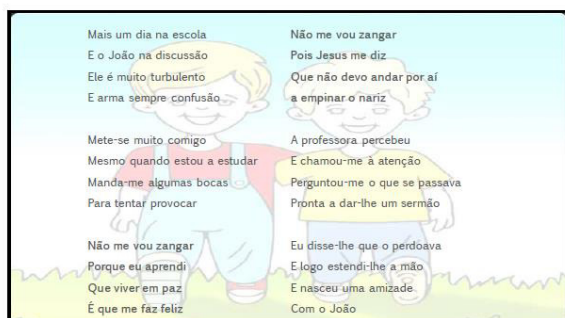 Mais um dia na escola
E o João na discussão
Ele é muito turbulento
E arma sempre confusão
Mete-se muito comigo
Mesmo quando estou a estudar
Manda-me algumas bocas
Para tentar provocar
Não me vou zangar
Porque eu aprendi
Que viver em paz
É que me faz feliz
Não me vou zangar
Pois Jesus me diz
Que não devo andar por aí
a empinar o nariz
A professora percebeu
E chamou-me à atenção
Perguntou-me o que se passava
Pronta a dar-lhe um sermão
Eu disse-lhe que o perdoava
E logo estendi-lhe a mão
E nasceu uma amizade
Com o João